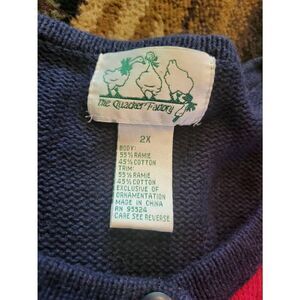 The Quacker Factory
2X
BODY:
55% RAMIE
45% COTTON
TRIM:
55% RAMIE
45% COTTON
EXCLUSIVE OF
ORNAMENTATION
MADE IN CHINA
RN 95524
CARE SEE REVERSE